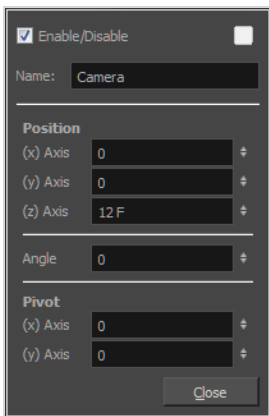 Enable/Disable
Name: Camera
Position
(x) Axis 0
(y) Axis 0
(z) Axis 12 F
Angle 0
Pivot
(x) Axis 0
(y) Axis 0
Close